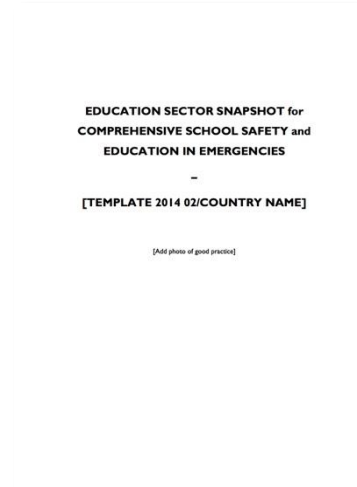 EDUCATION SECTOR SNAPSHOT for
COMPREHENSIVE SCHOOL SAFETY and
EDUCATION IN EMERGENCIES
–
[TEMPLATE 2014 02/COUNTRY NAME]
[Add photo of good practice]